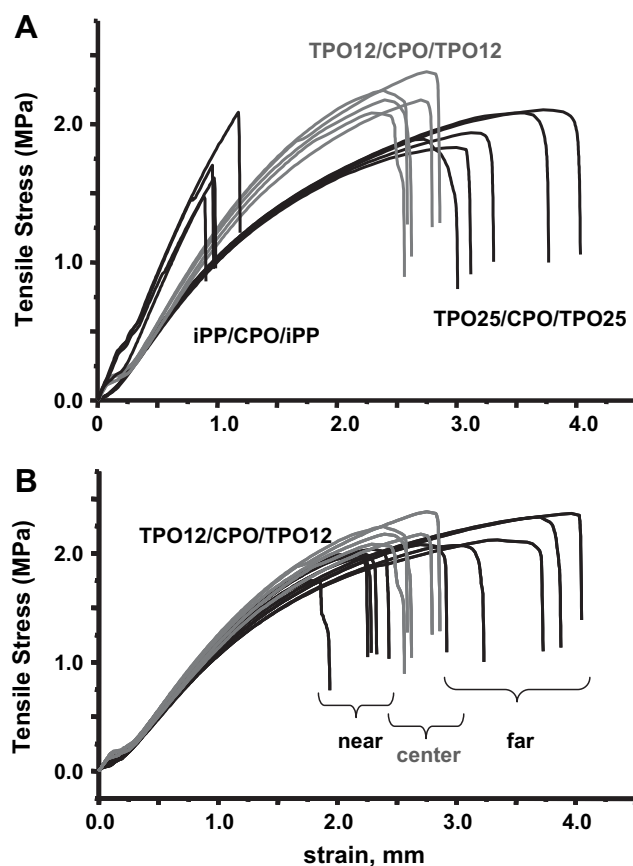 A
TPO12/CPO/TPO12
Tensile Stress (MPa)
2.0
1.0
0.0
iPP/CPO/iPP
TPO25/CPO/TPO25
0 1.0 2.0 3.0 4.0
B
TPO12/CPO/TPO12
Tensile Stress (MPa)
2.0
1.0
0.0
near
center
far
0.0 1.0 2.0 3.0 4.0
strain, mm